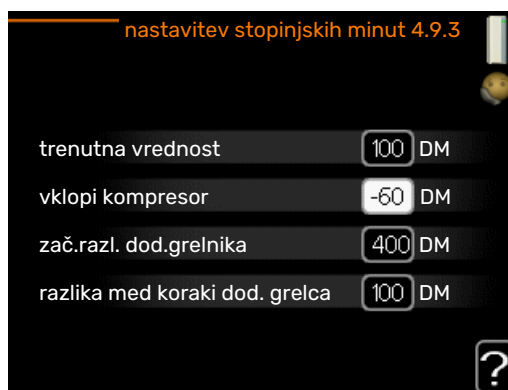 nastavitev stopinjskih minut 4.9.3
trenutna vrednost 100 DM
vklopi kompresor -60 DM
zač.razl. dod.grelnika 400 DM
razlika med koraki dod. grelca 100 DM
?